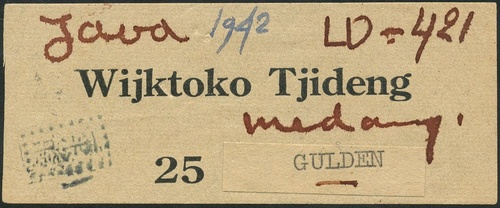 Java 1942 LD=421
Wijktoko Tjideng
medang.
25 GULDEN